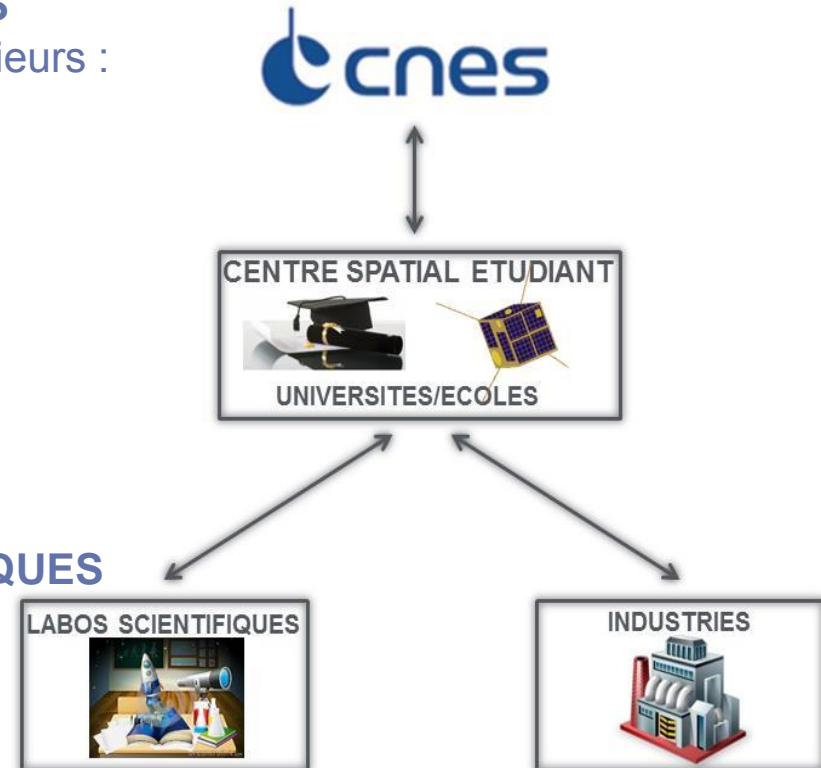 S
ieurs :
cnes
CENTRE SPATIAL ETUDIANT
UNIVERSITES/ECOLES
QUES
LABOS SCIENTIFIQUES
INDUSTRIES